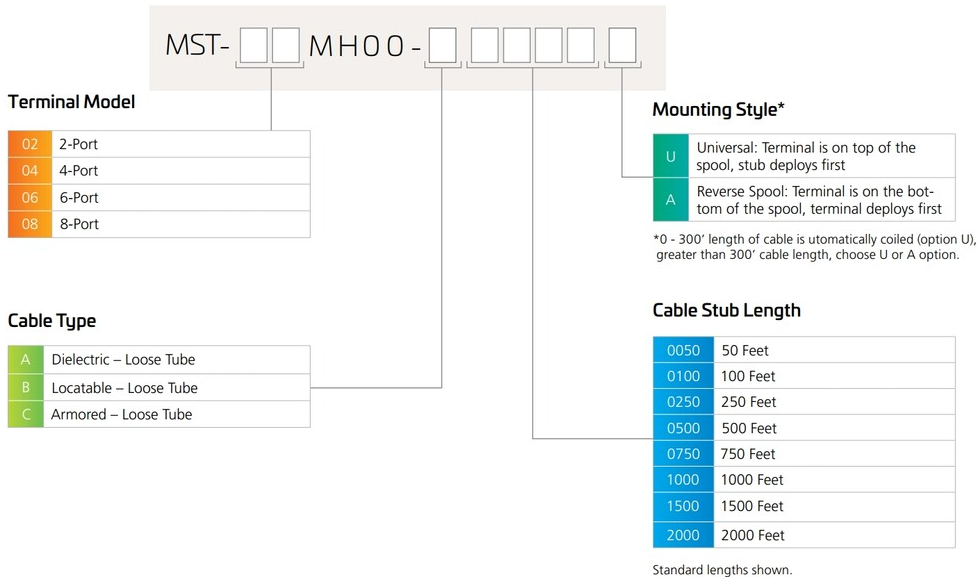 MST- MH00 -
Terminal Model
02 2-Port
04 4-Port
06 6-Port
08 8-Port
Cable Type
A Dielectric – Loose Tube
B Locatable – Loose Tube
C Armored – Loose Tube
Mounting Style*
U Universal: Terminal is on top of the
spool, stub deploys first
A Reverse Spool: Terminal is on the bot-
tom of the spool, terminal deploys first
*0 - 300’ length of cable is utomatically coiled (option U),
greater than 300’ cable length, choose U or A option.
Cable Stub Length
0050 50 Feet
0100 100 Feet
0250 250 Feet
0500 500 Feet
0750 750 Feet
1000 1000 Feet
1500 1500 Feet
2000 2000 Feet
Standard lengths shown.